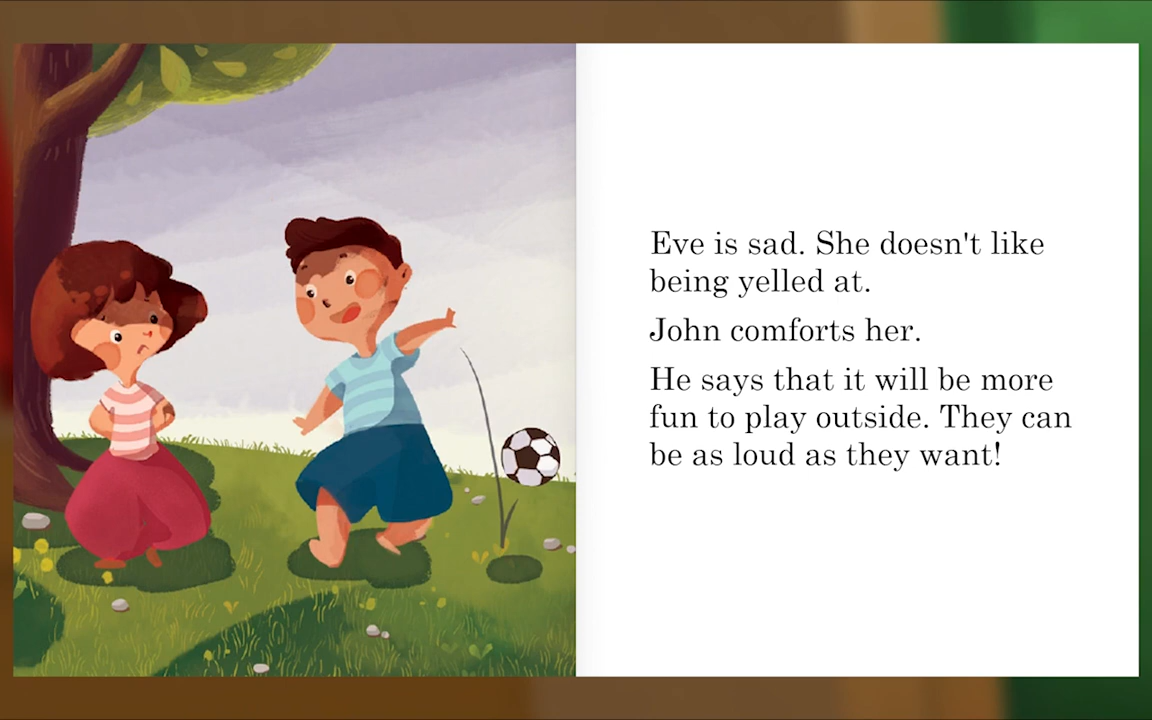 Eve is sad. She doesn't like
being yelled at.
John comforts her.
He says that it will be more
fun to play outside. They can
be as loud as they want!